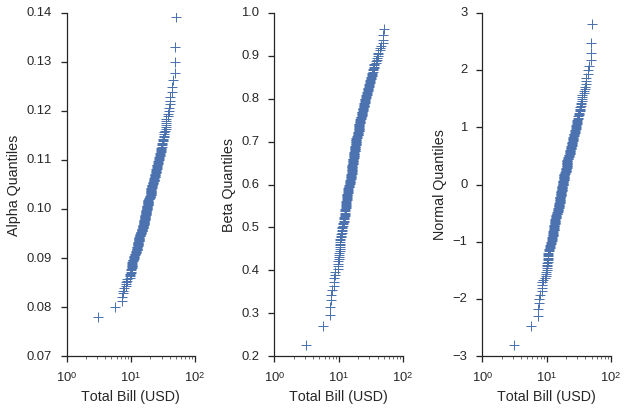 0.14
0.13
0.12
0.11
0.10
0.09
0.08
0.07
Alpha Quantiles
10⁰ 10¹ 10²
Total Bill (USD)
1.0
0.9
0.8
0.7
0.6
0.5
0.4
0.3
0.2
Beta Quantiles
10⁰ 10¹ 10²
Total Bill (USD)
3
2
1
0
−1
−2
−3
Normal Quantiles
10⁰ 10¹ 10²
Total Bill (USD)